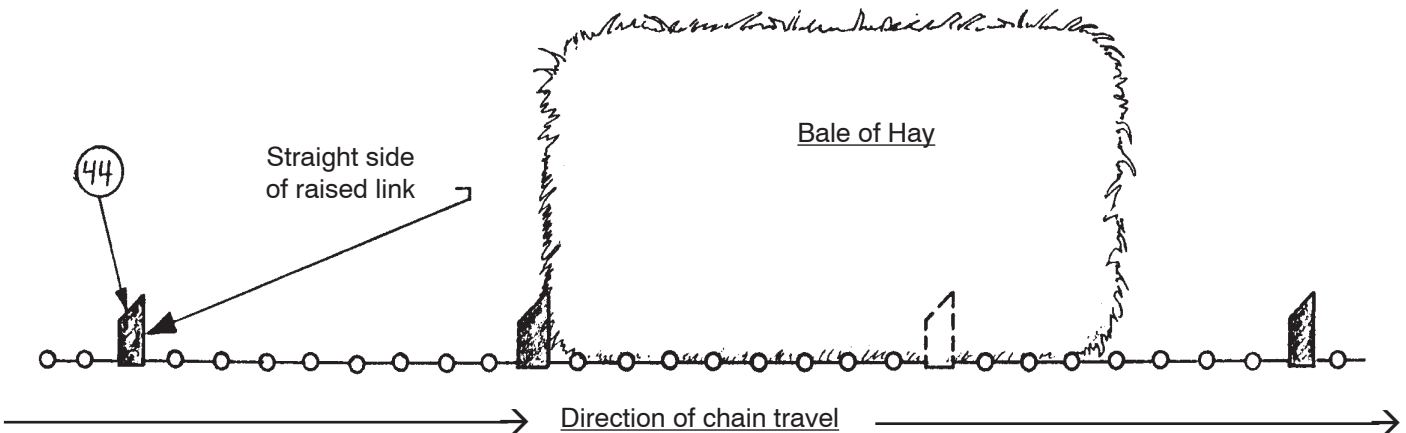 Bale of Hay
Straight side
of raised link
44
Direction of chain travel